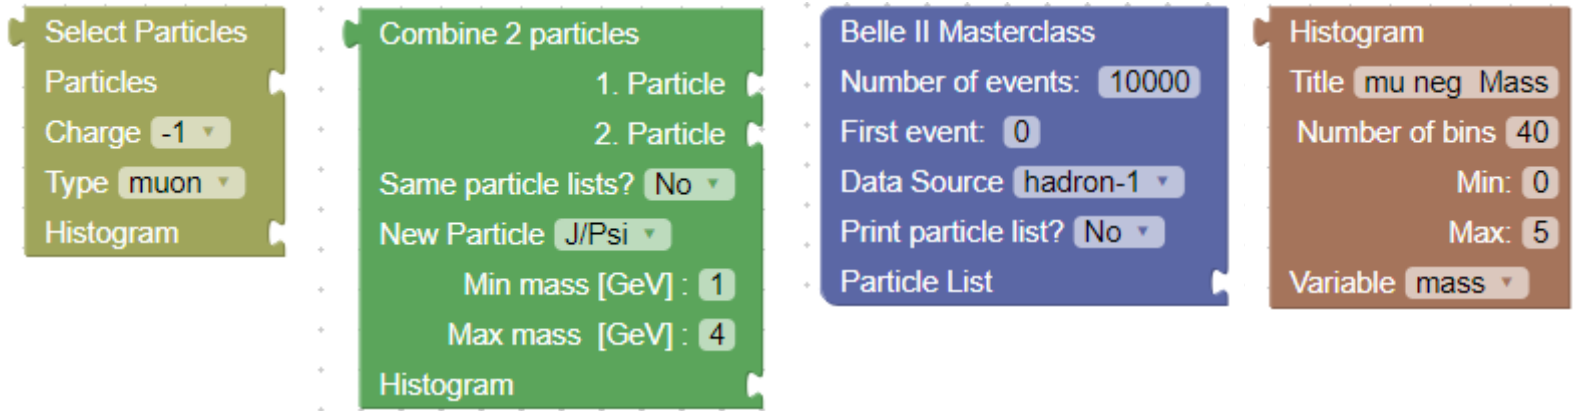 Select Particles
Particles
Charge -1
Type muon
Histogram
Combine 2 particles
1. Particle
2. Particle
Same particle lists? No
New Particle J/Psi
Min mass [GeV] : 1
Max mass [GeV] : 4
Histogram
Belle II Masterclass
Number of events: 10000
First event: 0
Data Source hadron-1
Print particle list? No
Particle List
Histogram
Title mu neg Mass
Number of bins 40
Min: 0
Max: 5
Variable mass